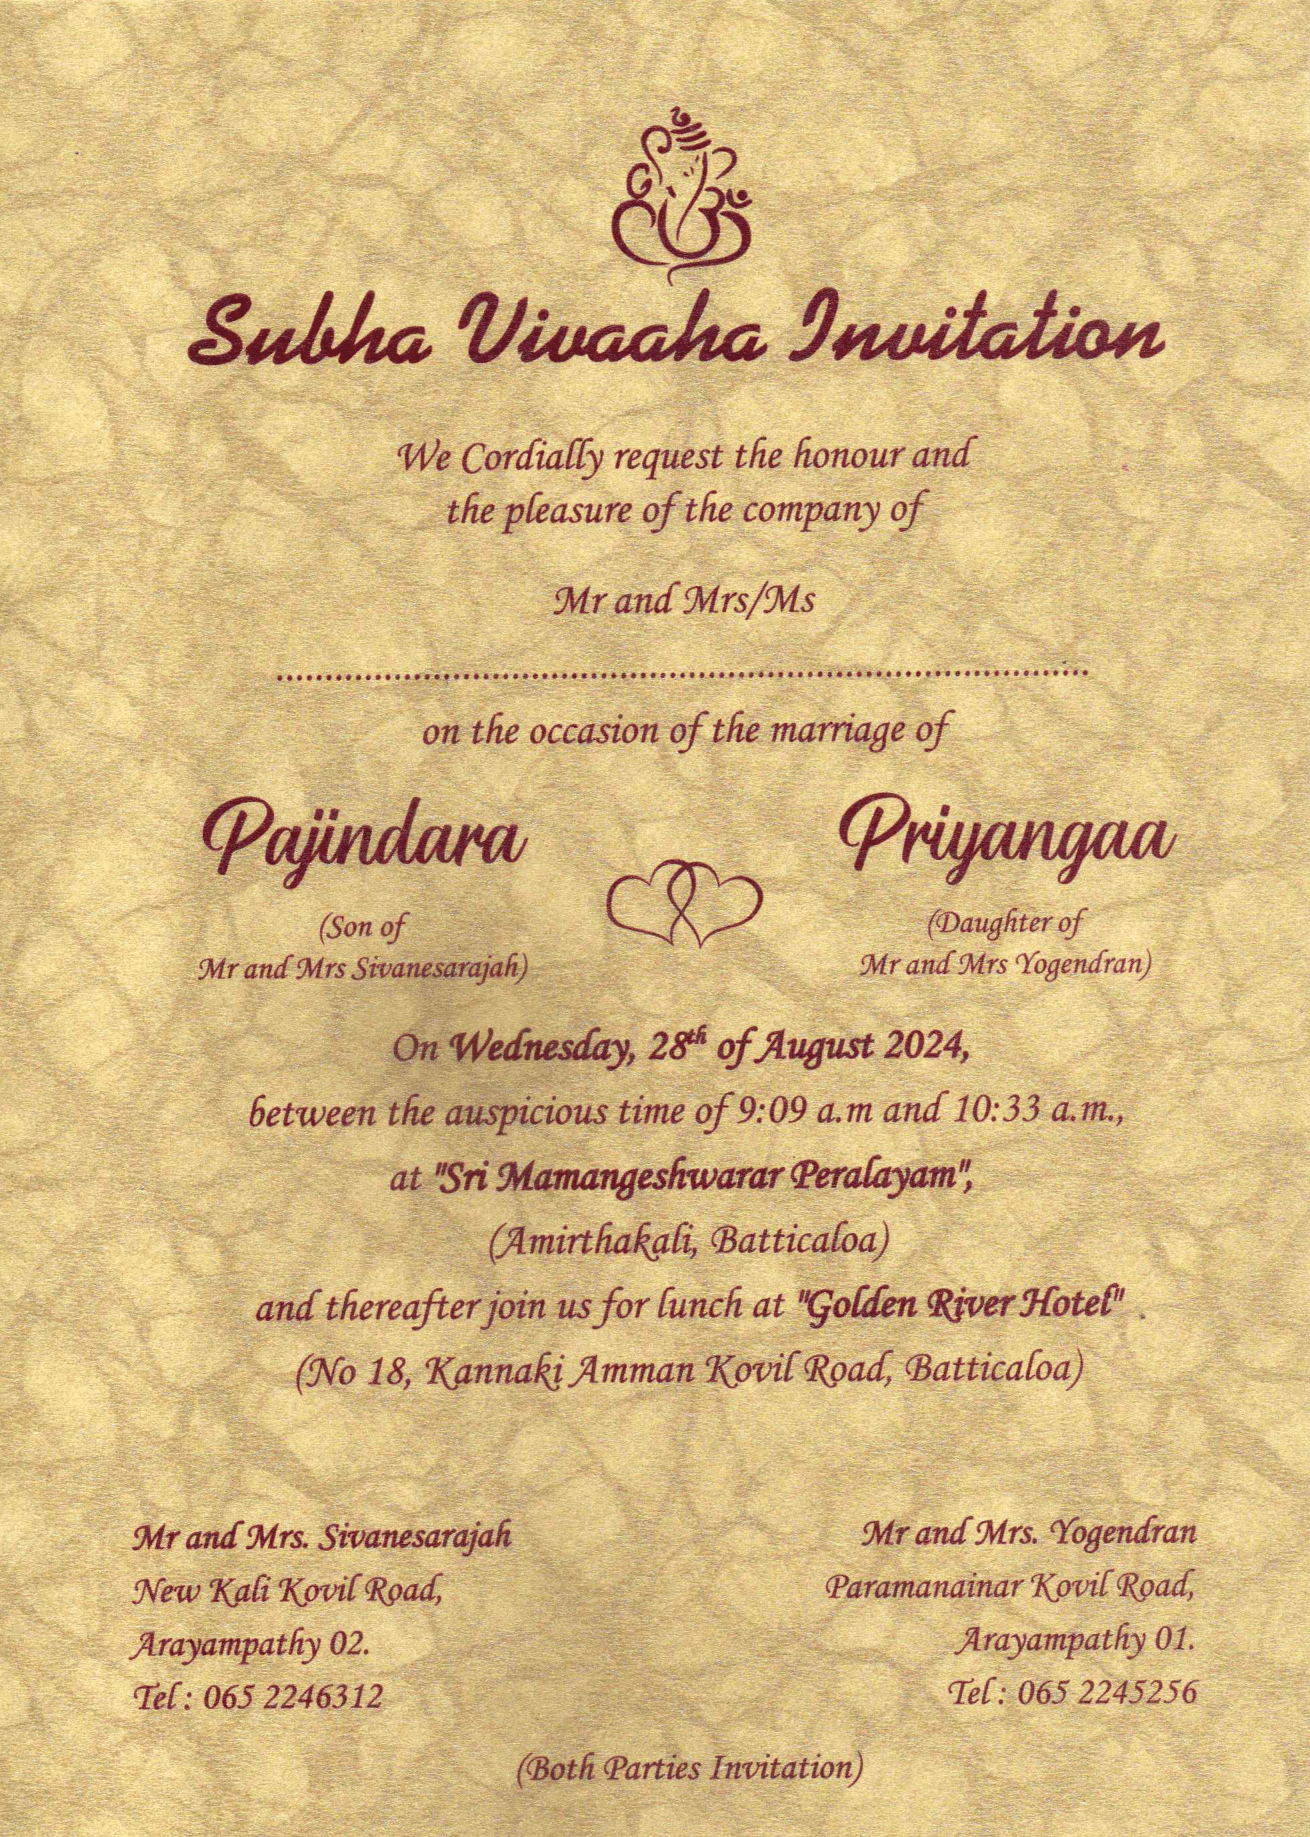 Subha Vivaaha Invitation
We Cordially request the honour and
the pleasure of the company of
Mr and Mrs/Ms
....................................................................................................
on the occasion of the marriage of
Pajindara
(Son of
Mr and Mrs Sivanesarajah)
Priyangaa
(Daughter of
Mr and Mrs Yogendran)
On Wednesday, 28th of August 2024,
between the auspicious time of 9:09 a.m and 10:33 a.m.,
at "Sri Mamangeshwarar Peralayam",
(Amirthakali, Batticaloa)
and thereafter join us for lunch at "Golden River Hotel" .
(No 18, Kannaki Amman Kovil Road, Batticaloa)
Mr and Mrs. Sivanesarajah
New Kali Kovil Road,
Arayampathy 02.
Tel : 065 2246312
Mr and Mrs. Yogendran
Paramanainar Kovil Road,
Arayampathy 01.
Tel : 065 2245256
(Both Parties Invitation)